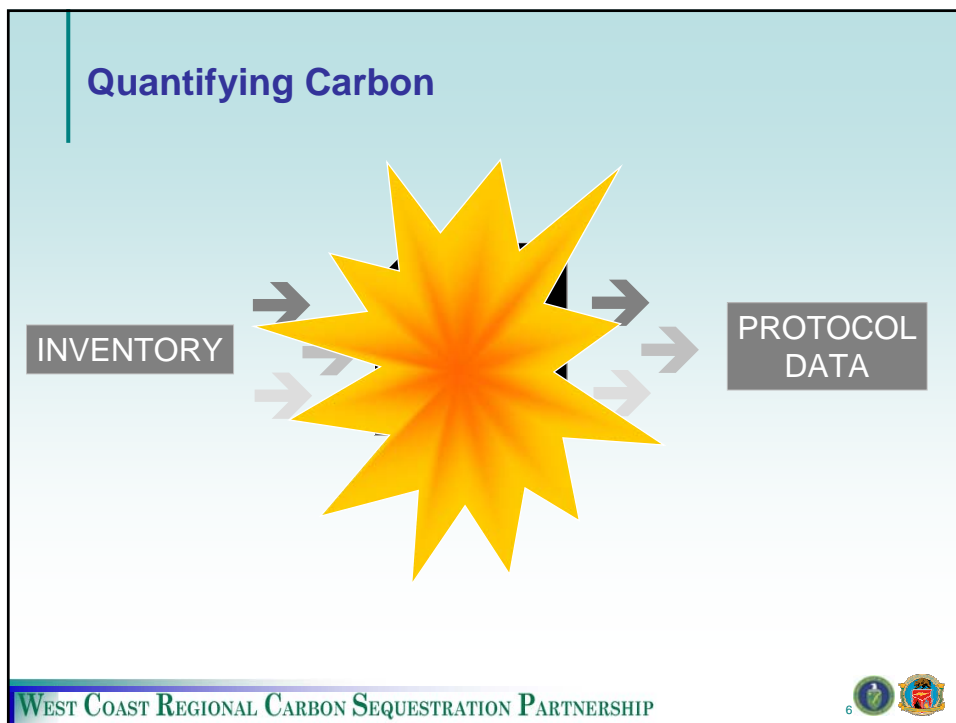 Quantifying Carbon
INVENTORY
PROTOCOL
DATA
WEST COAST REGIONAL CARBON SEQUESTRATION PARTNERSHIP
6